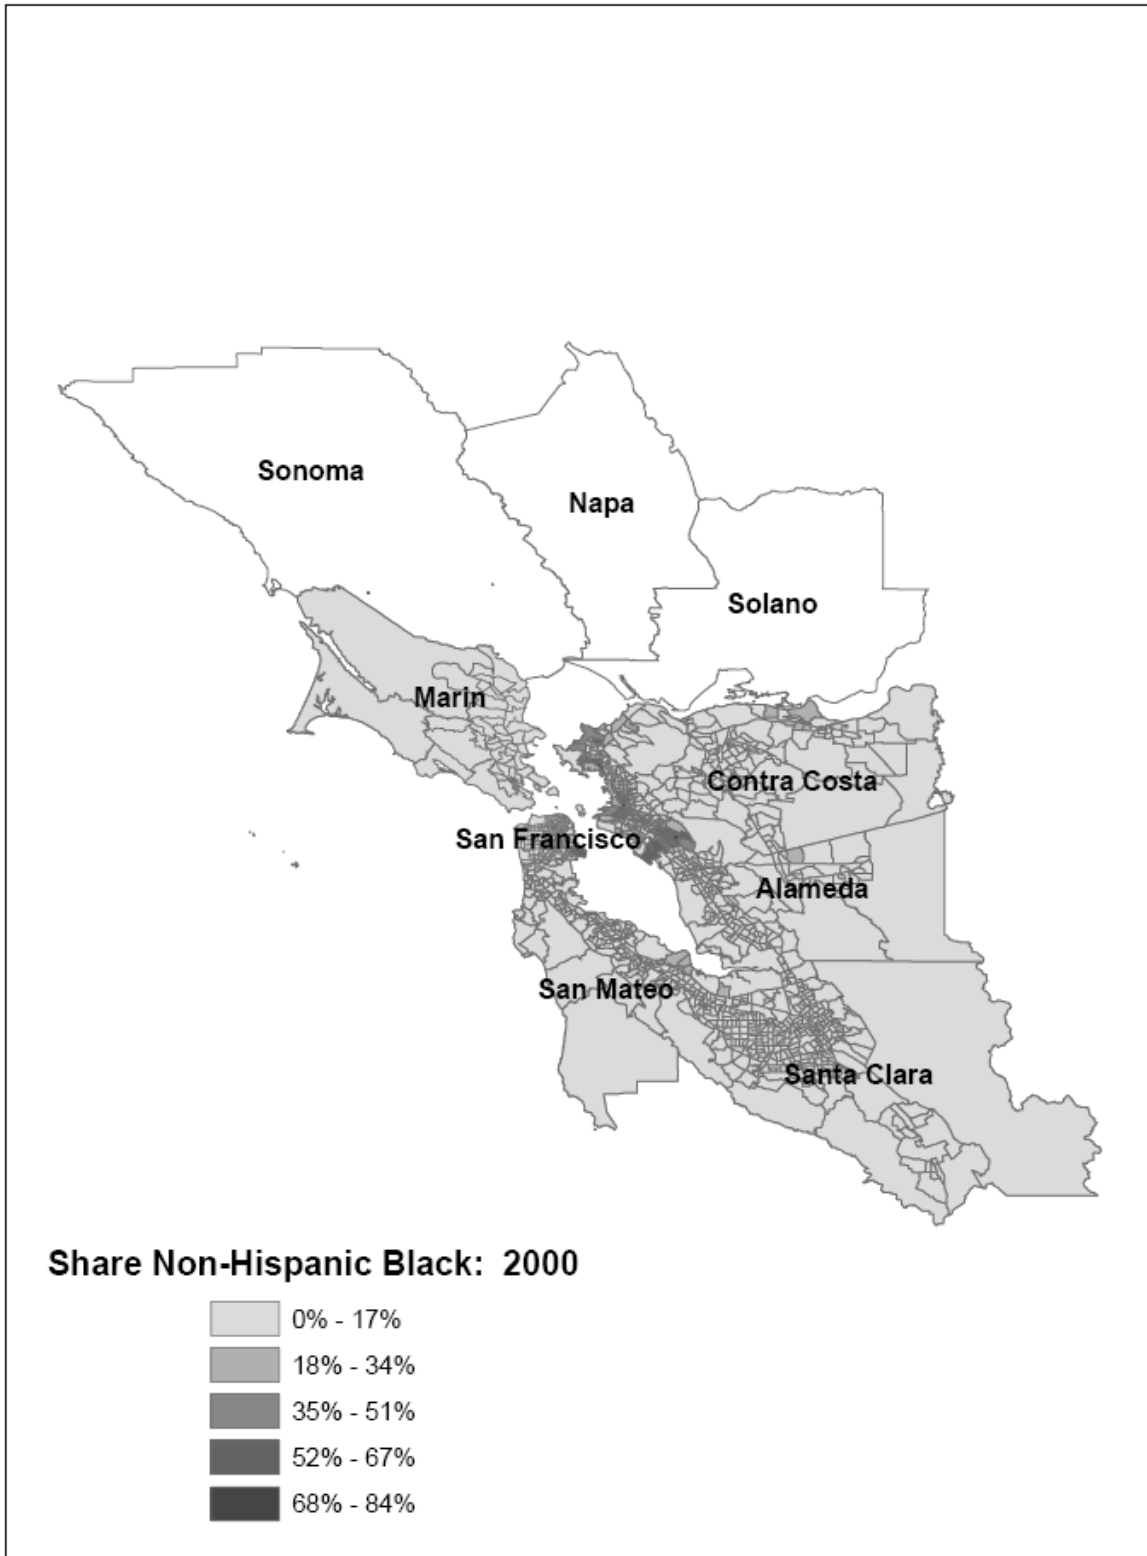 Sonoma
Napa
Solano
Marin
Contra Costa
San Francisco
Alameda
San Mateo
Santa Clara
Share Non-Hispanic Black: 2000
0% - 17%
18% - 34%
35% - 51%
52% - 67%
68% - 84%